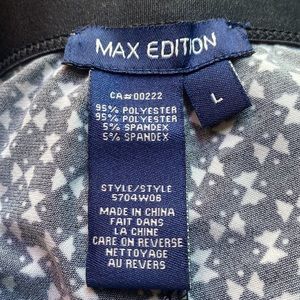 MAX EDITION
L
CA#00222
95% POLYESTER
95% POLYESTER
5% SPANDEX
5% SPANDEX
STYLE/STYLE
5704W06
MADE IN CHINA
FAIT DANS
LA CHINE
CARE ON REVERSE
NETTOYAGE
AU REVERS